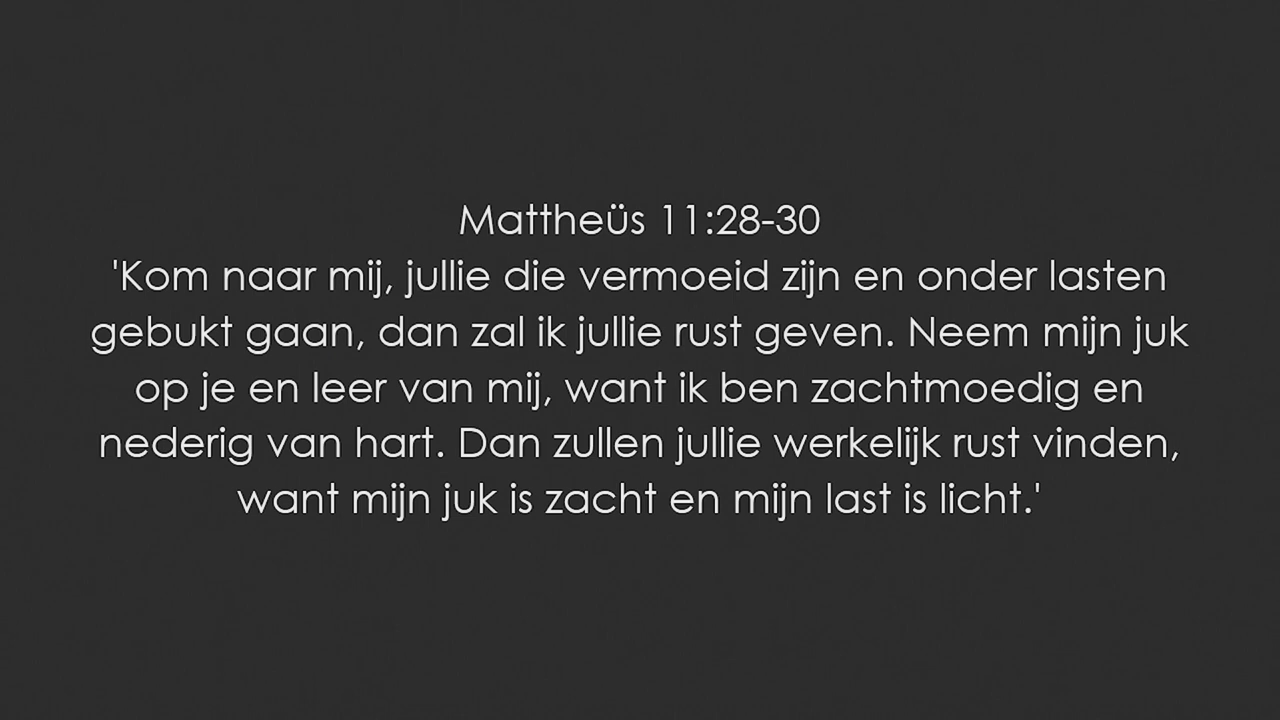 Mattheüs 11:28-30
'Kom naar mij, jullie die vermoeid zijn en onder lasten
gebukt gaan, dan zal ik jullie rust geven. Neem mijn juk
op je en leer van mij, want ik ben zachtmoedig en
nederig van hart. Dan zullen jullie werkelijk rust vinden,
want mijn juk is zacht en mijn last is licht.'